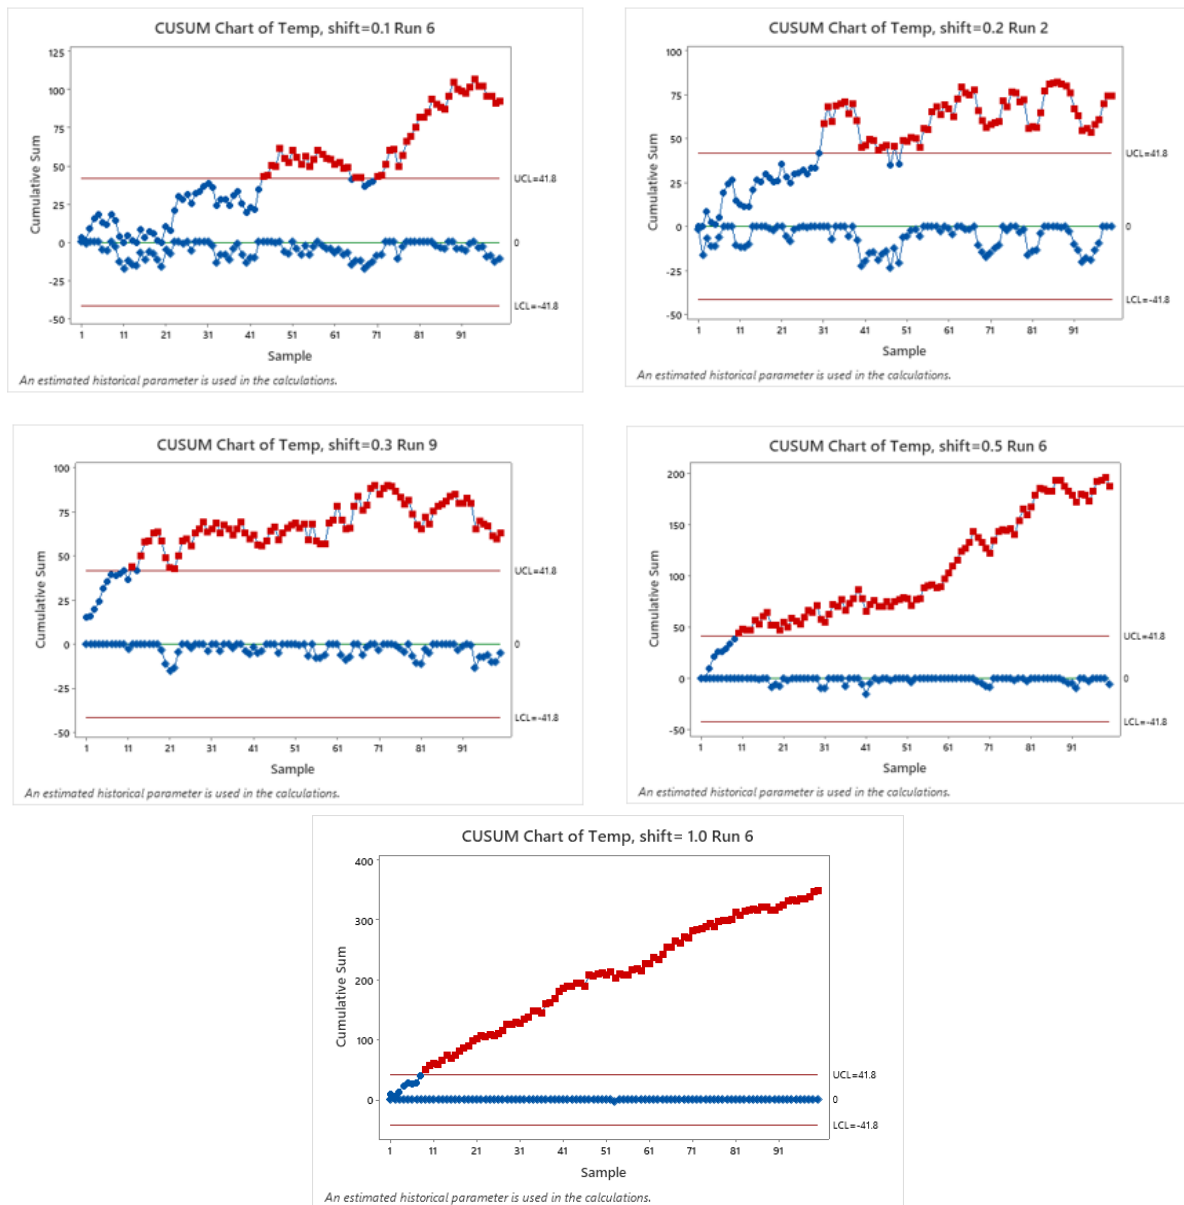 CUSUM Chart of Temp, shift=0.1 Run 6
125
100
75
50
25
0
-25
-50
Cumulative Sum
UCL=41.8
0
LCL=-41.8
1 11 21 31 41 51 61 71 81 91
Sample
An estimated historical parameter is used in the calculations.
CUSUM Chart of Temp, shift=0.2 Run 2
100
75
50
25
0
-25
-50
Cumulative Sum
UCL=41.8
0
LCL=-41.8
1 11 21 31 41 51 61 71 81 91
Sample
An estimated historical parameter is used in the calculations.
CUSUM Chart of Temp, shift=0.3 Run 9
100
75
50
25
0
-25
-50
Cumulative Sum
UCL=41.8
0
LCL=-41.8
1 11 21 31 41 51 61 71 81 91
Sample
An estimated historical parameter is used in the calculations.
CUSUM Chart of Temp, shift=0.5 Run 6
200
150
100
50
0
-50
Cumulative Sum
UCL=41.8
0
LCL=-41.8
1 11 21 31 41 51 61 71 81 91
Sample
An estimated historical parameter is used in the calculations.
CUSUM Chart of Temp, shift= 1.0 Run 6
400
300
200
100
0
Cumulative Sum
UCL=41.8
0
LCL=-41.8
1 11 21 31 41 51 61 71 81 91
Sample
An estimated historical parameter is used in the calculations.